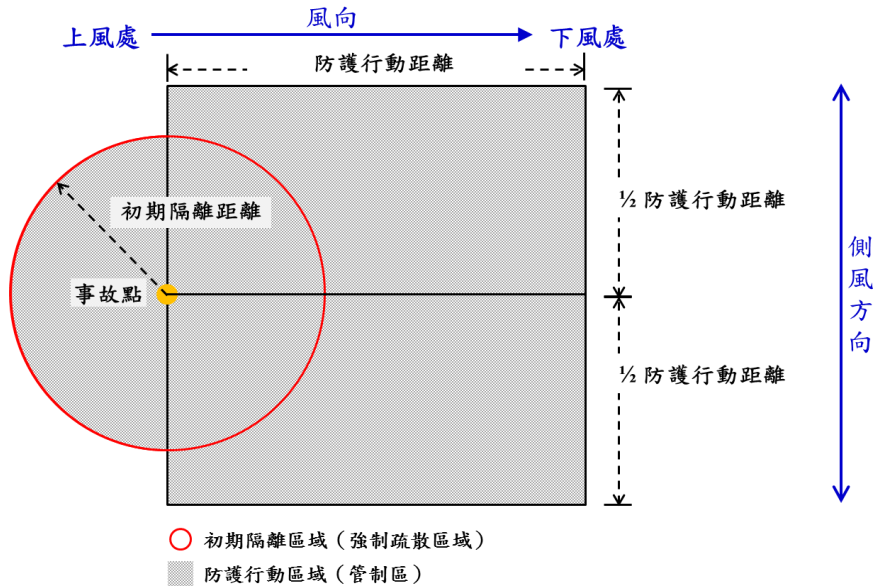 風向
上風處
下風處
防護行動距離
½ 防護行動距離
初期隔離距離
側風方向
事故點
½ 防護行動距離
初期隔離區域（強制疏散區域）
防護行動區域（管制區）